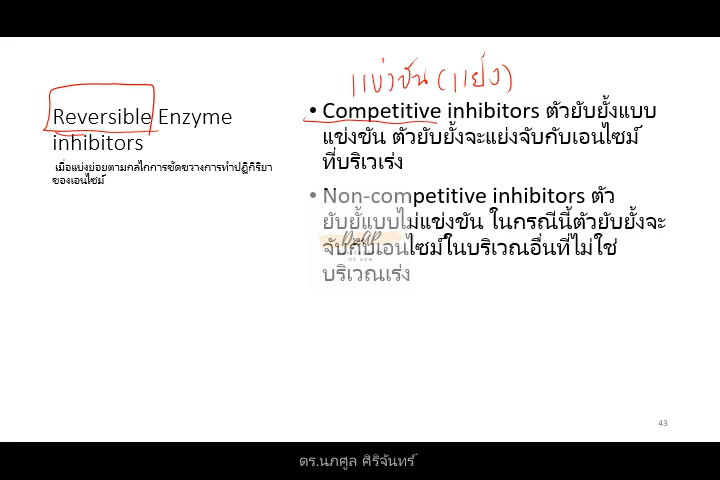 แข่งขัน (แย่ง)
Reversible Enzyme
inhibitors
เมื่อแบ่งย่อยตามกลไกการขัดขวางการทำปฏิกิริยา
ของเอนไซม์
• Competitive inhibitors ตัวยับยั้งแบบ
แข่งขัน ตัวยับยั้งจะแย่งจับกับเอนไซม์
ที่บริเวเร่ง
• Non-competitive inhibitors ตัว
ยับยั้แบบไม่แข่งขัน ในกรณีนี้ตัวยับยั้งจะ
จับกับเอนไซม์ในบริเวณอื่นที่ไม่ใช่
บริเวณเร่ง
43
ดร.นภศูล ศิริจันทร์